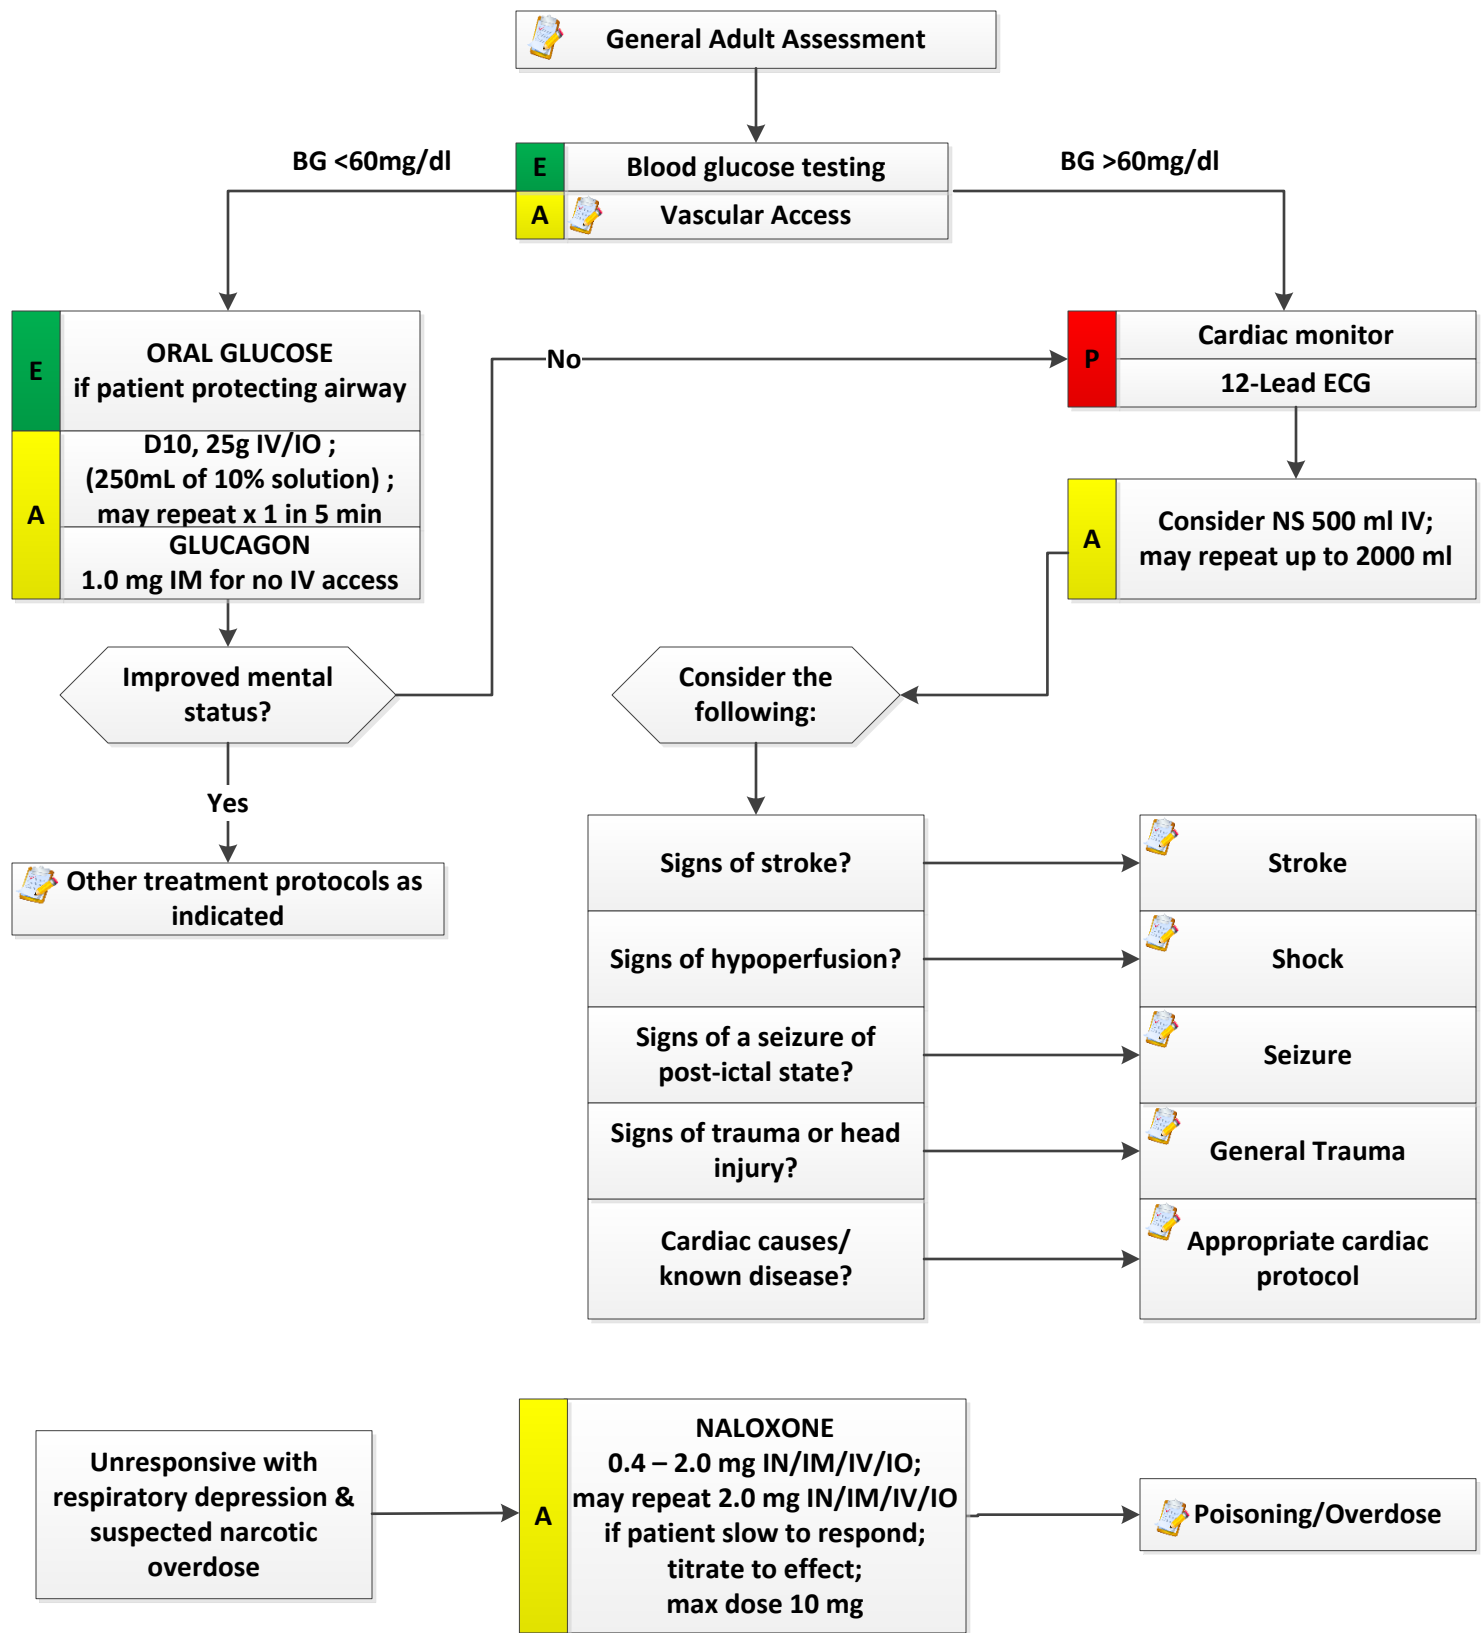 General Adult Assessment
BG <60mg/dl
BG >60mg/dl
E
Blood glucose testing
A
Vascular Access
E
ORAL GLUCOSE
if patient protecting airway
A
D10, 25g IV/IO ;
(250mL of 10% solution) ;
may repeat x 1 in 5 min
GLUCAGON
1.0 mg IM for no IV access
No
P
Cardiac monitor
12-Lead ECG
A
Consider NS 500 ml IV;
may repeat up to 2000 ml
Improved mental
status?
Yes
Other treatment protocols as
indicated
Consider the
following:
Signs of stroke?
Stroke
Signs of hypoperfusion?
Shock
Signs of a seizure of
post-ictal state?
Seizure
Signs of trauma or head
injury?
General Trauma
Cardiac causes/
known disease?
Appropriate cardiac
protocol
Unresponsive with
respiratory depression &
suspected narcotic
overdose
A
NALOXONE
0.4 – 2.0 mg IN/IM/IV/IO;
may repeat 2.0 mg IN/IM/IV/IO
if patient slow to respond;
titrate to effect;
max dose 10 mg
Poisoning/Overdose